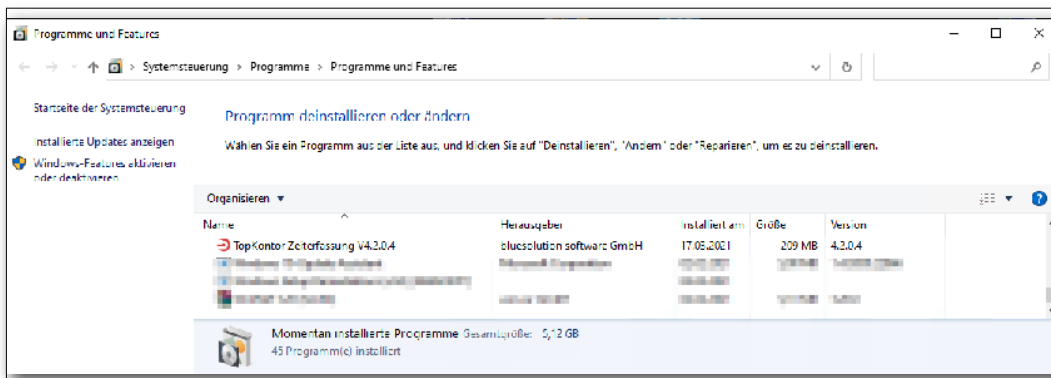 Programme und Features
Systemsteuerung > Programme > Programme und Features
Startseite der Systemsteuerung
Installierte Updates anzeigen
Windows-Features aktivieren
oder deaktivieren
Programm deinstallieren oder ändern
Wählen Sie ein Programm aus der Liste aus, und klicken Sie auf "Deinstallieren", "Ändern" oder "Reparieren", um es zu deinstallieren.
Organisieren
Name Herausgeber Installiert am Größe Version
TopKontor Zeiterfassung V4.2.0.4 bluesolution software GmbH 17.03.2021 209 MB 4.2.0.4
Momentan installierte Programme Gesamtgröße: 5,12 GB
45 Programm(e) installiert